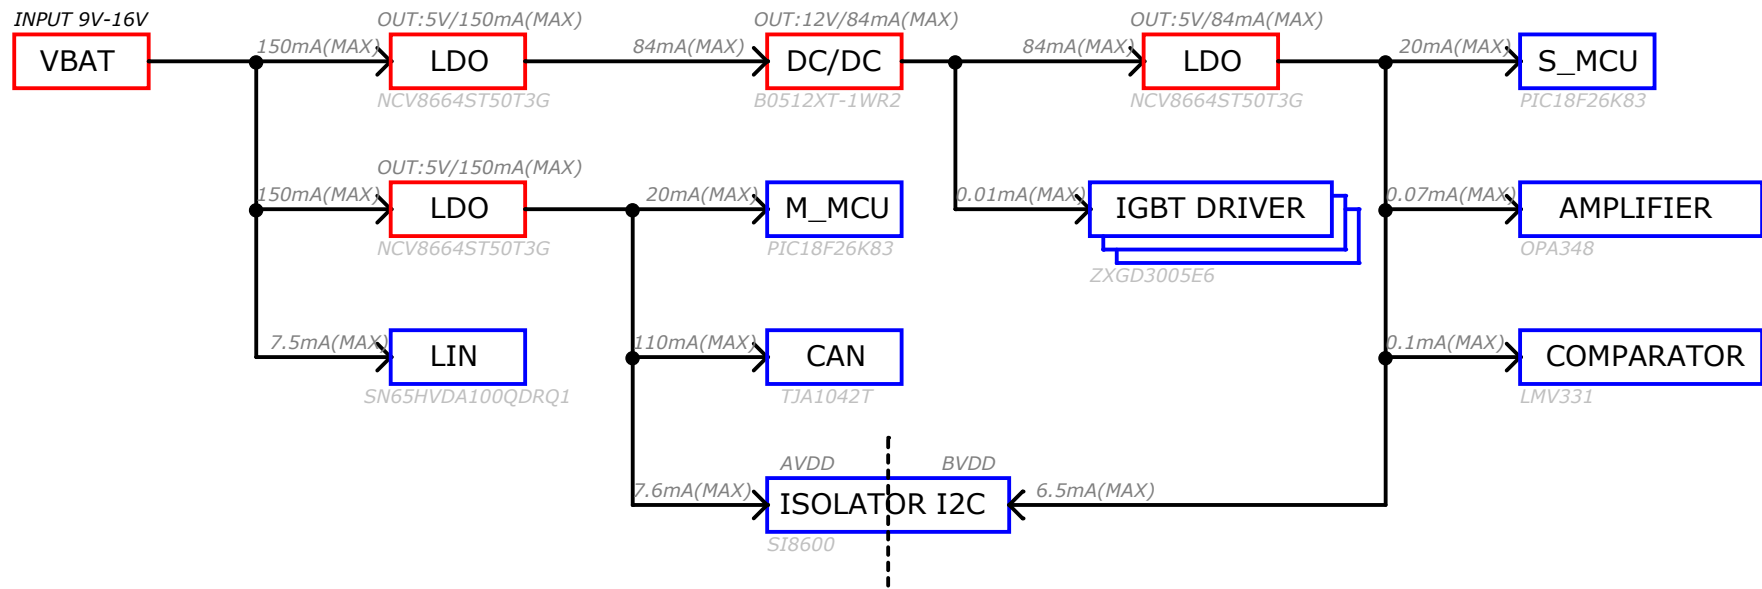 INPUT 9V-16V
VBAT
150mA(MAX)
OUT:5V/150mA(MAX)
LDO
NCV8664ST50T3G
84mA(MAX)
OUT:12V/84mA(MAX)
DC/DC
B0512XT-1WR2
84mA(MAX)
OUT:5V/84mA(MAX)
LDO
NCV8664ST50T3G
20mA(MAX)
S_MCU
PIC18F26K83
150mA(MAX)
OUT:5V/150mA(MAX)
LDO
NCV8664ST50T3G
20mA(MAX)
M_MCU
PIC18F26K83
0.01mA(MAX)
IGBT DRIVER
ZXGD3005E6
0.07mA(MAX)
AMPLIFIER
OPA348
7.5mA(MAX)
LIN
SN65HVDA100QDRQ1
110mA(MAX)
CAN
TJA1042T
0.1mA(MAX)
COMPARATOR
LMV331
7.6mA(MAX)
AVDD
BVDD
ISOLATOR I2C
SI8600
6.5mA(MAX)